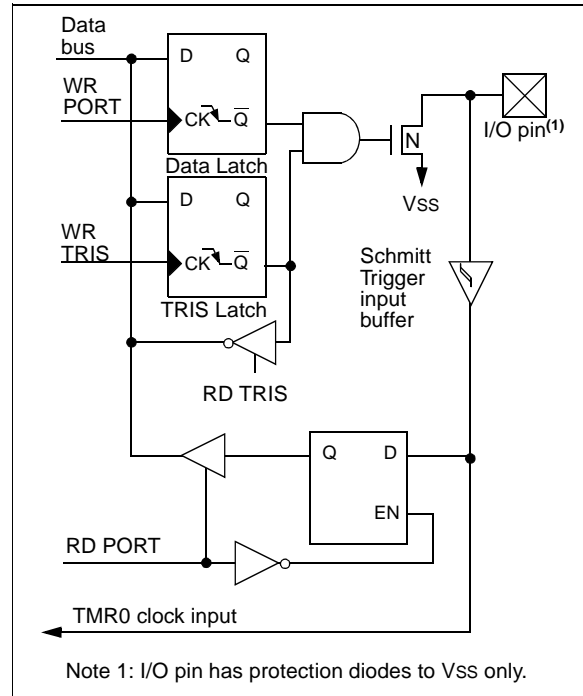 Data
bus
D Q
WR
PORT
CK Q
Data Latch
N
I/O pin(1)
VSS
D Q
WR
TRIS
CK Q
TRIS Latch
Schmitt
Trigger
input
buffer
RD TRIS
Q D
EN
RD PORT
TMR0 clock input
Note 1: I/O pin has protection diodes to VSS only.